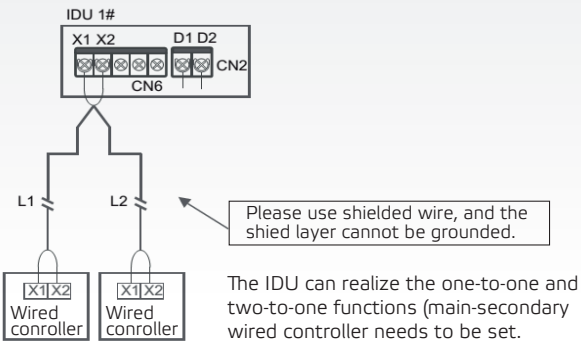 IDU 1#
X1 X2 D1 D2
CN2
CN6
L1 L2
Please use shielded wire, and the
shied layer cannot be grounded.
X1 X2 X1 X2
Wired Wired
conroller conroller
The IDU can realize the one-to-one and
two-to-one functions (main-secondary
wired controller needs to be set.